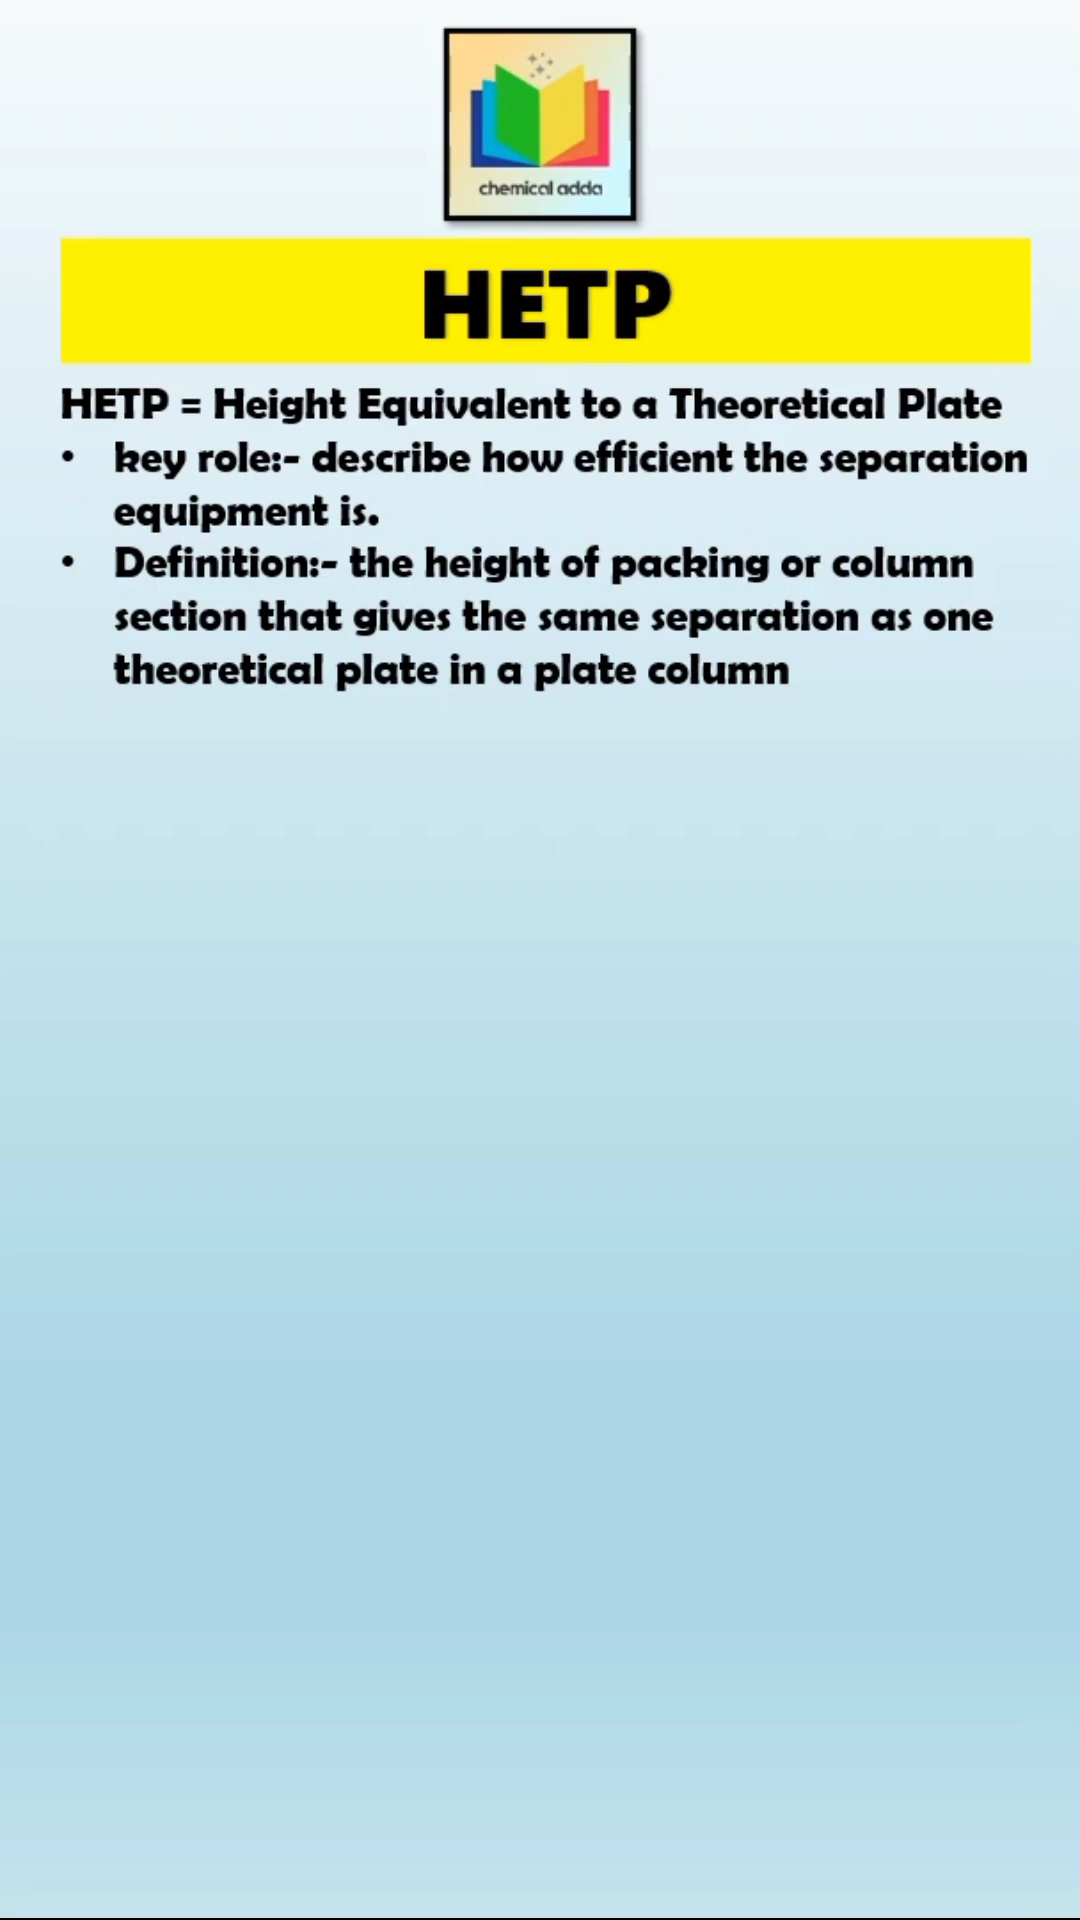 chemical adda
HETP
HETP = Height Equivalent to a Theoretical Plate
• key role:- describe how efficient the separation
equipment is.
• Definition:- the height of packing or column
section that gives the same separation as one
theoretical plate in a plate column